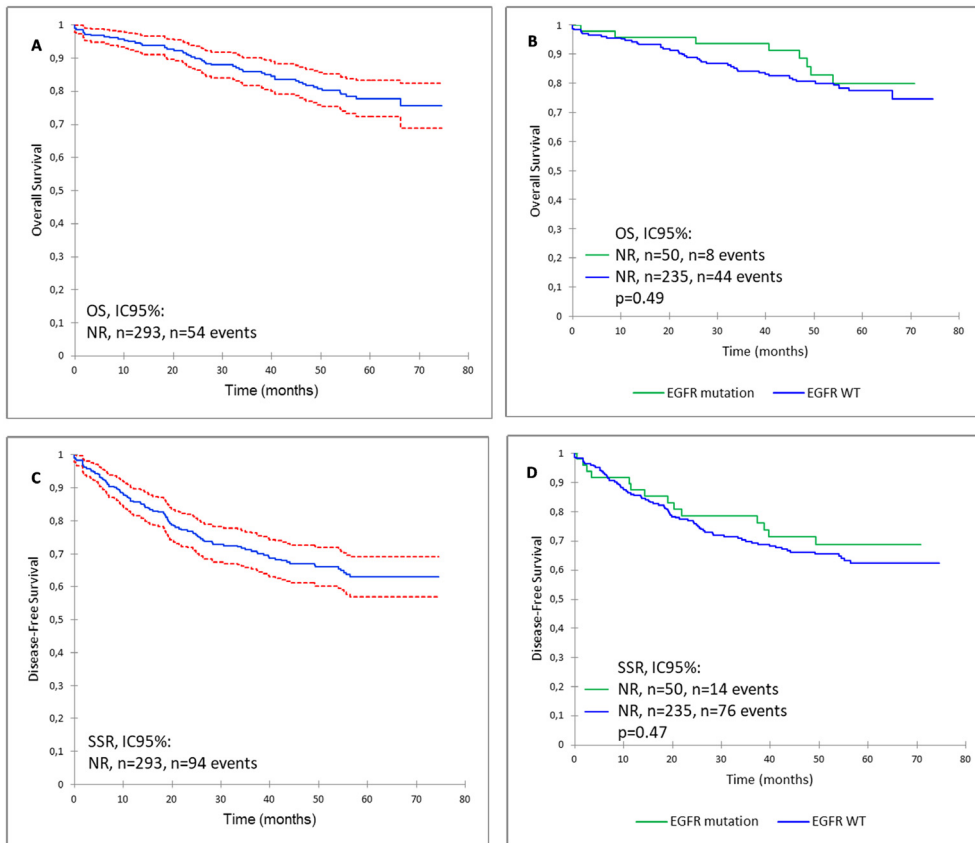 A
Overall Survival
1
0,9
0,8
0,7
0,6
0,5
0,4
0,3
0,2
0,1
0
OS, IC95%:
NR, n=293, n=54 events
0 10 20 30 40 50 60 70 80
Time (months)
B
Overall Survival
1
0,9
0,8
0,7
0,6
0,5
0,4
0,3
0,2
0,1
0
OS, IC95%:
NR, n=50, n=8 events
NR, n=235, n=44 events
p=0.49
0 10 20 30 40 50 60 70 80
Time (months)
EGFR mutation EGFR WT
C
Disease-Free Survival
1
0,9
0,8
0,7
0,6
0,5
0,4
0,3
0,2
0,1
0
SSR, IC95%:
NR, n=293, n=94 events
0 10 20 30 40 50 60 70 80
Time (months)
D
Disease-Free Survival
1
0,9
0,8
0,7
0,6
0,5
0,4
0,3
0,2
0,1
0
SSR, IC95%:
NR, n=50, n=14 events
NR, n=235, n=76 events
p=0.47
0 10 20 30 40 50 60 70 80
Time (months)
EGFR mutation EGFR WT